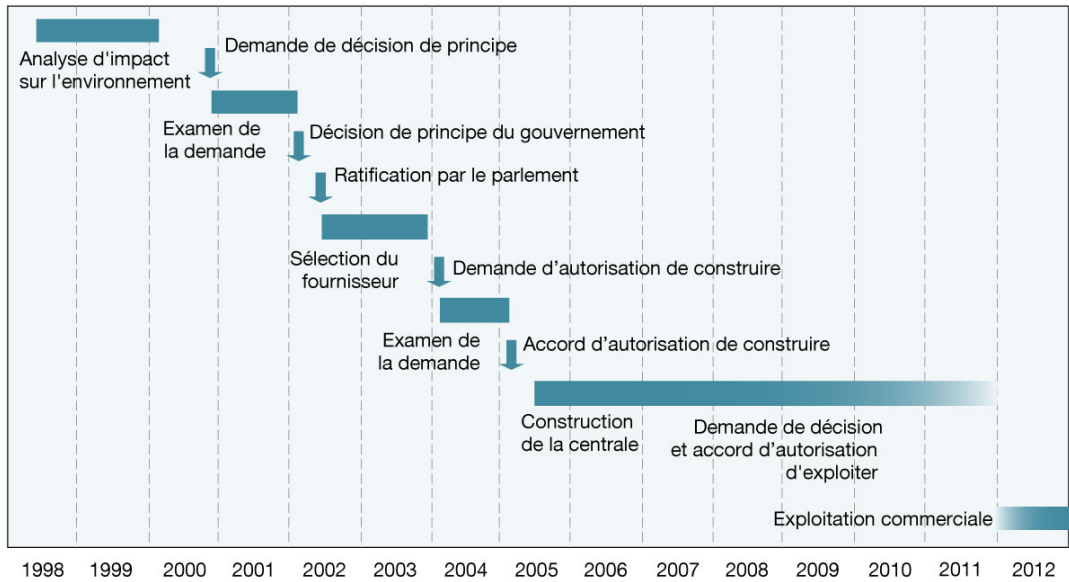 Demande de décision de principe
Analyse d'impact
sur l'environnement
Examen de
la demande
Décision de principe du gouvernement
Ratification par le parlement
Sélection du
fournisseur
Demande d’autorisation de construire
Examen de
la demande
Accord d’autorisation de construire
Construction
de la centrale
Demande de décision
et accord d’autorisation
d'exploiter
Exploitation commerciale
1998 1999 2000 2001 2002 2003 2004 2005 2006 2007 2008 2009 2010 2011 2012